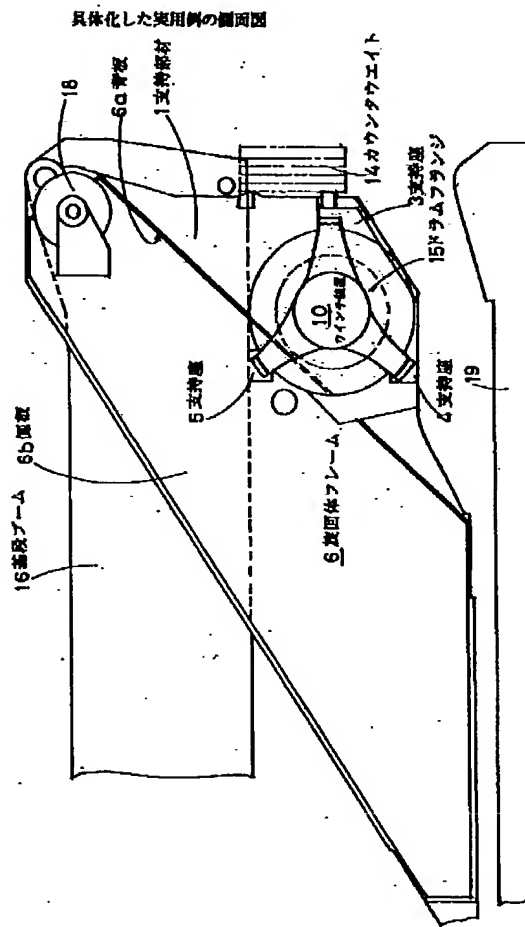 具体化した実用例の側面図
18
6a背板
1支持部材
14カウンタウエイト
3支持座
15ドラムフランジ
10
ウインチ装置
5支持座
4支持座
6b側板
16基段ブーム
6旋回体フレーム
19